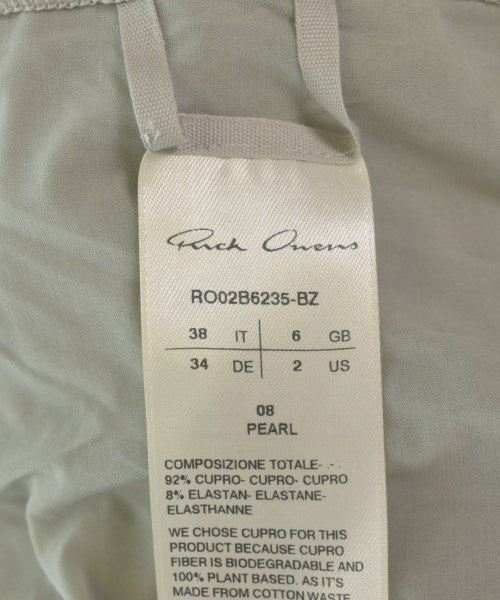 Rick Owens
RO02B6235-BZ
38 IT 6 GB
34 DE 2 US
08
PEARL
COMPOSIZIONE TOTALE- - -
92% CUPRO- CUPRO- CUPRO
8% ELASTAN- ELASTANE-
ELASTHANNE
WE CHOSE CUPRO FOR THIS
PRODUCT BECAUSE CUPRO
FIBER IS BIODEGRADABLE AND
100% PLANT BASED. AS IT'S
MADE FROM COTTON WASTE